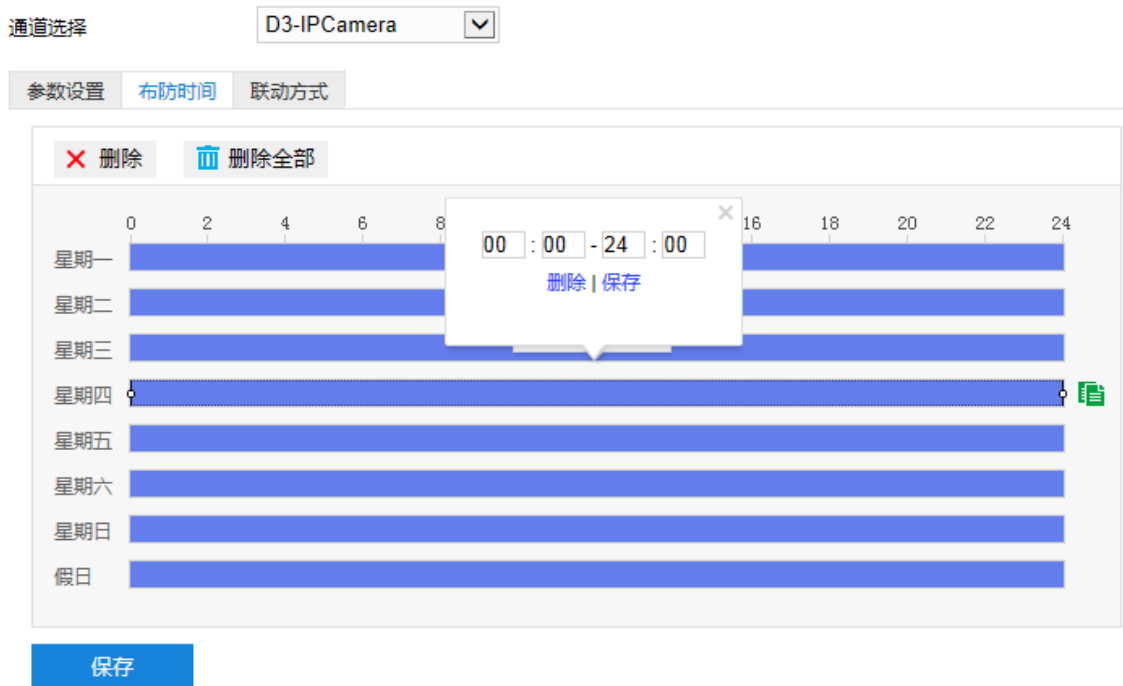 通道选择 D3-IPCamera
参数设置 布防时间 联动方式
删除 删除全部
0 2 4 6 8 16 18 20 22 24
00 : 00 - 24 : 00
删除 | 保存
星期一
星期二
星期三
星期四
星期五
星期六
星期日
假日
保存